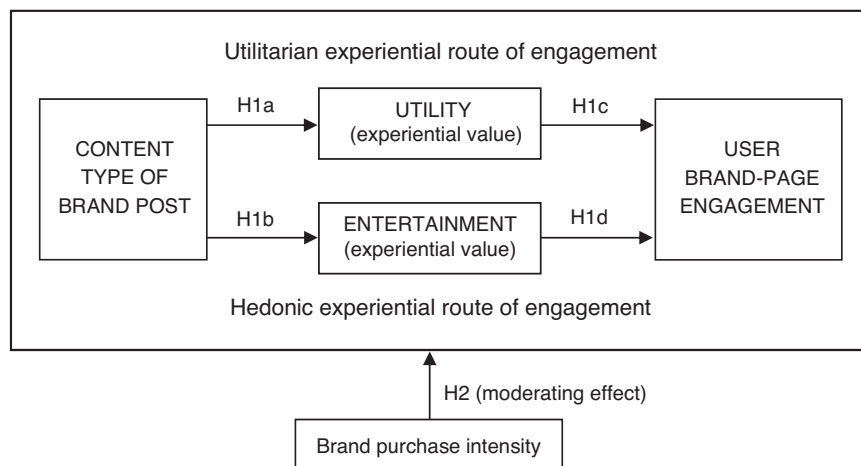 Utilitarian experiential route of engagement
H1a
UTILITY
(experiential value)
H1c
CONTENT
TYPE OF
BRAND POST
USER
BRAND-PAGE
ENGAGEMENT
H1b
ENTERTAINMENT
(experiential value)
H1d
Hedonic experiential route of engagement
H2 (moderating effect)
Brand purchase intensity